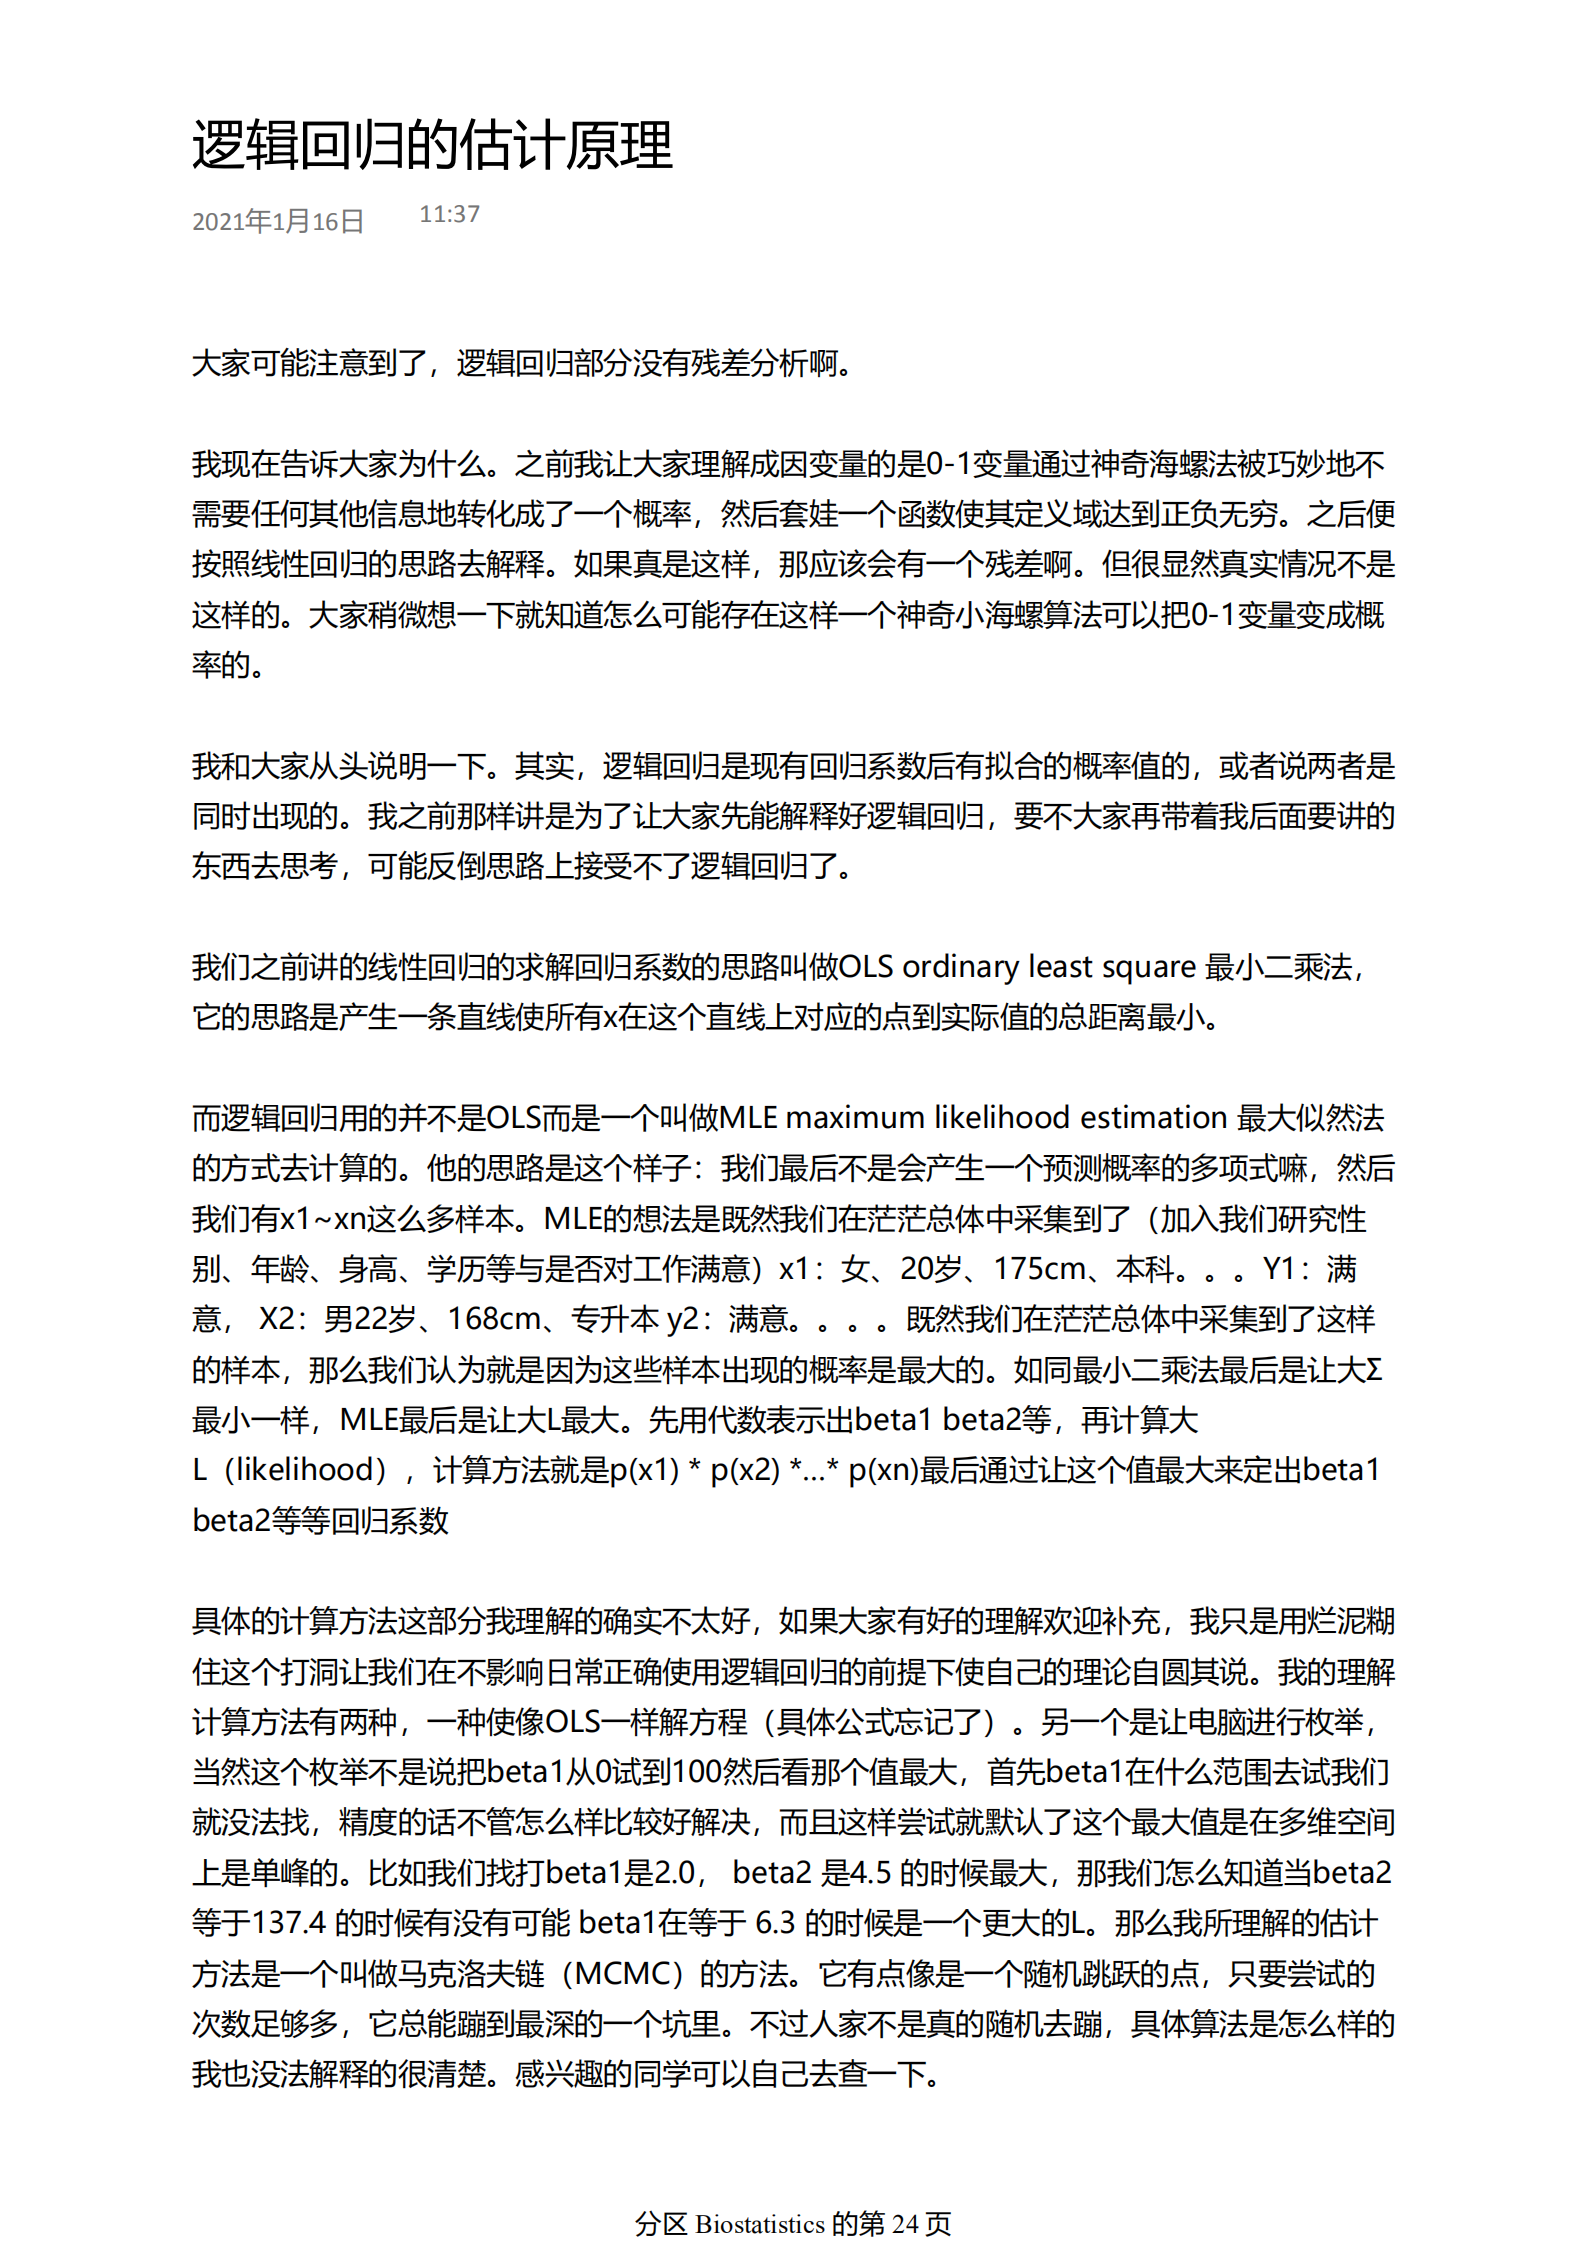 逻辑回归的估计原理
2021年1月16日 11:37
大家可能注意到了，逻辑回归部分没有残差分析啊。
我现在告诉大家为什么。之前我让大家理解成因变量的是0-1变量通过神奇海螺法被巧妙地不
需要任何其他信息地转化成了一个概率，然后套娃一个函数使其定义域达到正负无穷。之后便
按照线性回归的思路去解释。如果真是这样，那应该会有一个残差啊。但很显然真实情况不是
这样的。大家稍微想一下就知道怎么可能存在这样一个神奇小海螺算法可以把0-1变量变成概
率的。
我和大家从头说明一下。其实，逻辑回归是现有回归系数后有拟合的概率值的，或者说两者是
同时出现的。我之前那样讲是为了让大家先能解释好逻辑回归，要不大家再带着我后面要讲的
东西去思考，可能反倒思路上接受不了逻辑回归了。
我们之前讲的线性回归的求解回归系数的思路叫做OLS ordinary least square 最小二乘法，
它的思路是产生一条直线使所有x在这个直线上对应的点到实际值的总距离最小。
而逻辑回归用的并不是OLS而是一个叫做MLE maximum likelihood estimation 最大似然法
的方式去计算的。他的思路是这个样子：我们最后不是会产生一个预测概率的多项式嘛，然后
我们有x1~xn这么多样本。MLE的想法是既然我们在茫茫总体中采集到了（加入我们研究性
别、年龄、身高、学历等与是否对工作满意）x1：女、20岁、175cm、本科。。。Y1：满
意， X2：男22岁、168cm、专升本 y2：满意。。。。既然我们在茫茫总体中采集到了这样
的样本，那么我们认为就是因为这些样本出现的概率是最大的。如同最小二乘法最后是让大Σ
最小一样，MLE最后是让大L最大。先用代数表示出beta1 beta2等，再计算大
L（likelihood），计算方法就是p(x1) * p(x2) *...* p(xn)最后通过让这个值最大来定出beta1
beta2等等回归系数
具体的计算方法这部分我理解的确实不太好，如果大家有好的理解欢迎补充，我只是用烂泥糊
住这个打洞让我们在不影响日常正确使用逻辑回归的前提下使自己的理论自圆其说。我的理解
计算方法有两种，一种使像OLS一样解方程（具体公式忘记了）。另一个是让电脑进行枚举，
当然这个枚举不是说把beta1从0试到100然后看那个值最大，首先beta1在什么范围去试我们
就没法找，精度的话不管怎么样比较好解决，而且这样尝试就默认了这个最大值是在多维空间
上是单峰的。比如我们找打beta1是2.0， beta2 是4.5 的时候最大，那我们怎么知道当beta2
等于137.4 的时候有没有可能 beta1在等于 6.3 的时候是一个更大的L。那么我所理解的估计
方法是一个叫做马克洛夫链（MCMC）的方法。它有点像是一个随机跳跃的点，只要尝试的
次数足够多，它总能蹦到最深的一个坑里。不过人家不是真的随机去蹦，具体算法是怎么样的
我也没法解释的很清楚。感兴趣的同学可以自己去查一下。
分区 Biostatistics 的第 24 页